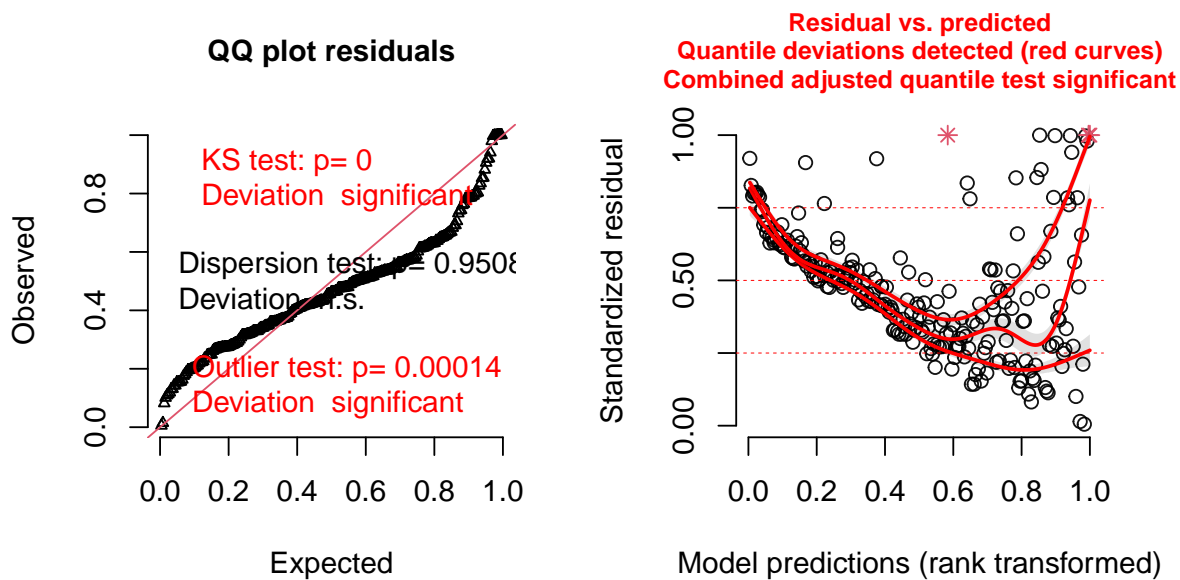 QQ plot residuals
KS test: p= 0
Deviation significant
Dispersion test: p= 0.9508
Deviation n.s.
Outlier test: p= 0.00014
Deviation significant
Observed
0.0
0.4
0.8
0.0 0.2 0.4 0.6 0.8 1.0
Expected
Residual vs. predicted
Quantile deviations detected (red curves)
Combined adjusted quantile test significant
Standardized residual
0.00
0.50
1.00
0.0 0.2 0.4 0.6 0.8 1.0
Model predictions (rank transformed)